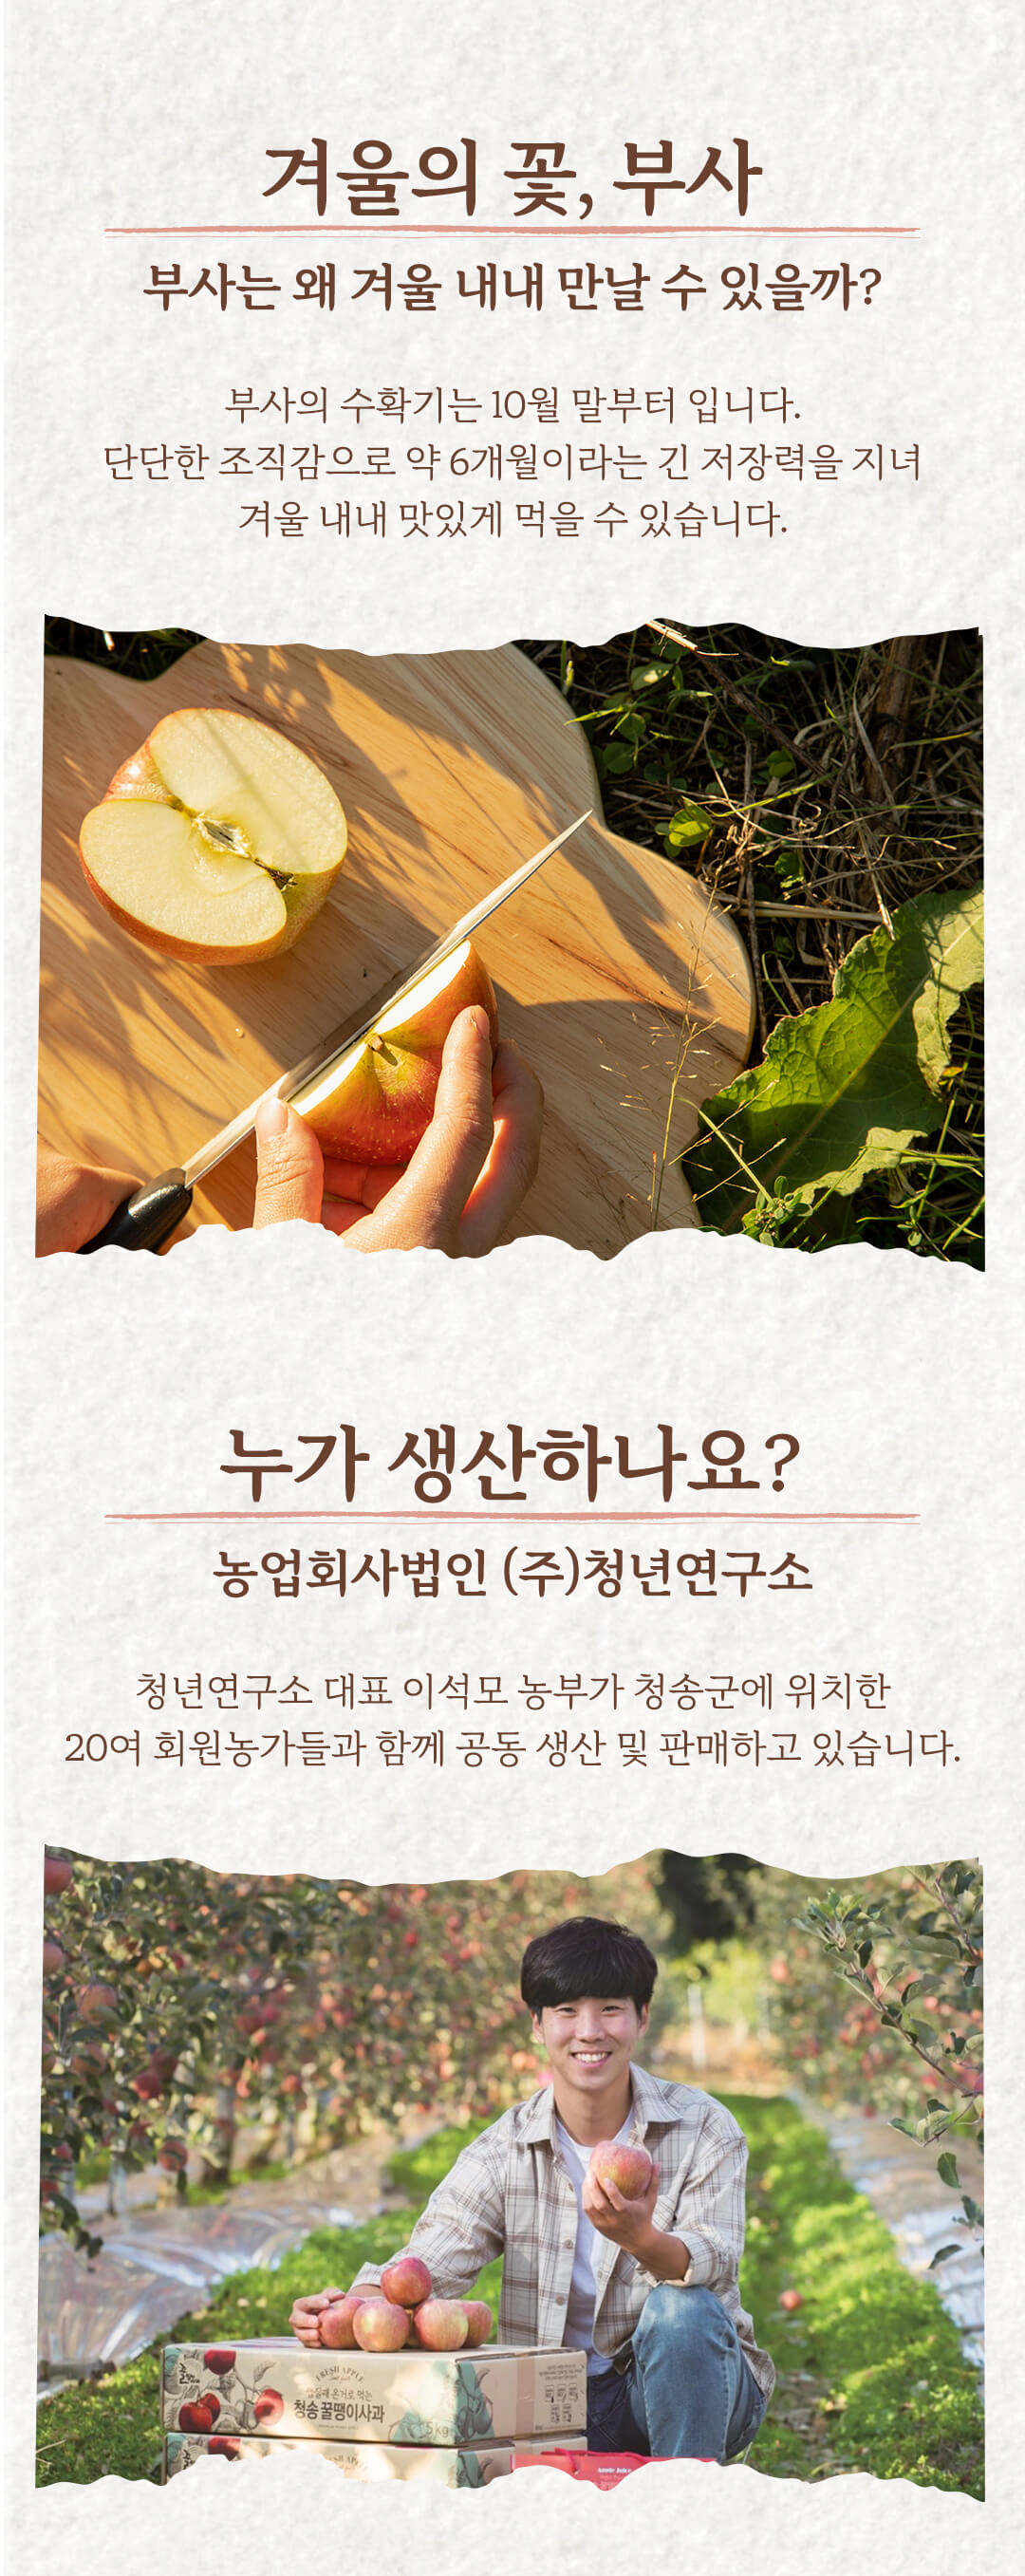 겨울의 꽃, 부사
부사는 왜 겨울 내내 만날 수 있을까?
부사의 수확기는 10월 말부터 입니다.
단단한 조직감으로 약 6개월이라는 긴 저장력을 지녀
겨울 내내 맛있게 먹을 수 있습니다.
누가 생산하나요?
농업회사법인 (주)청년연구소
청년연구소 대표 이석모 농부가 청송군에 위치한
20여 회원농가들과 함께 공동 생산 및 판매하고 있습니다.
FRESH APPLE
온거로 먹는
청송꿀땡이사과
5kg
Apple Juice